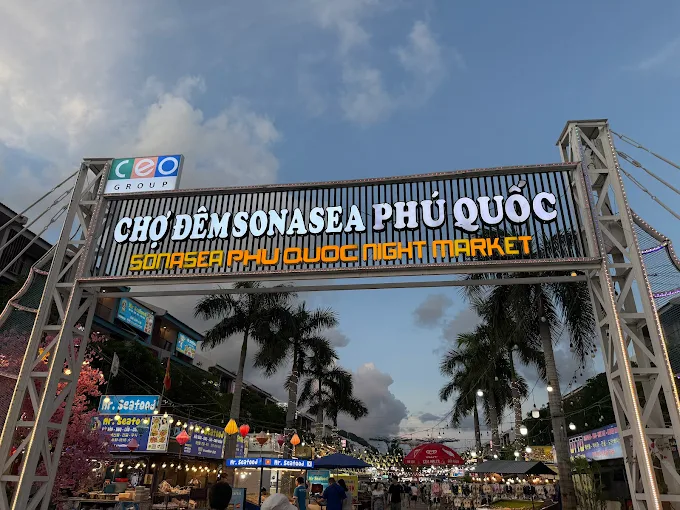 ceo
GROUP
CHỢ ĐÊM SONASEA PHÚ QUỐC
SONASEA PHU QUOC NIGHT MARKET
Mr. Seafood
Mr. Seafood
Mr. Seafood